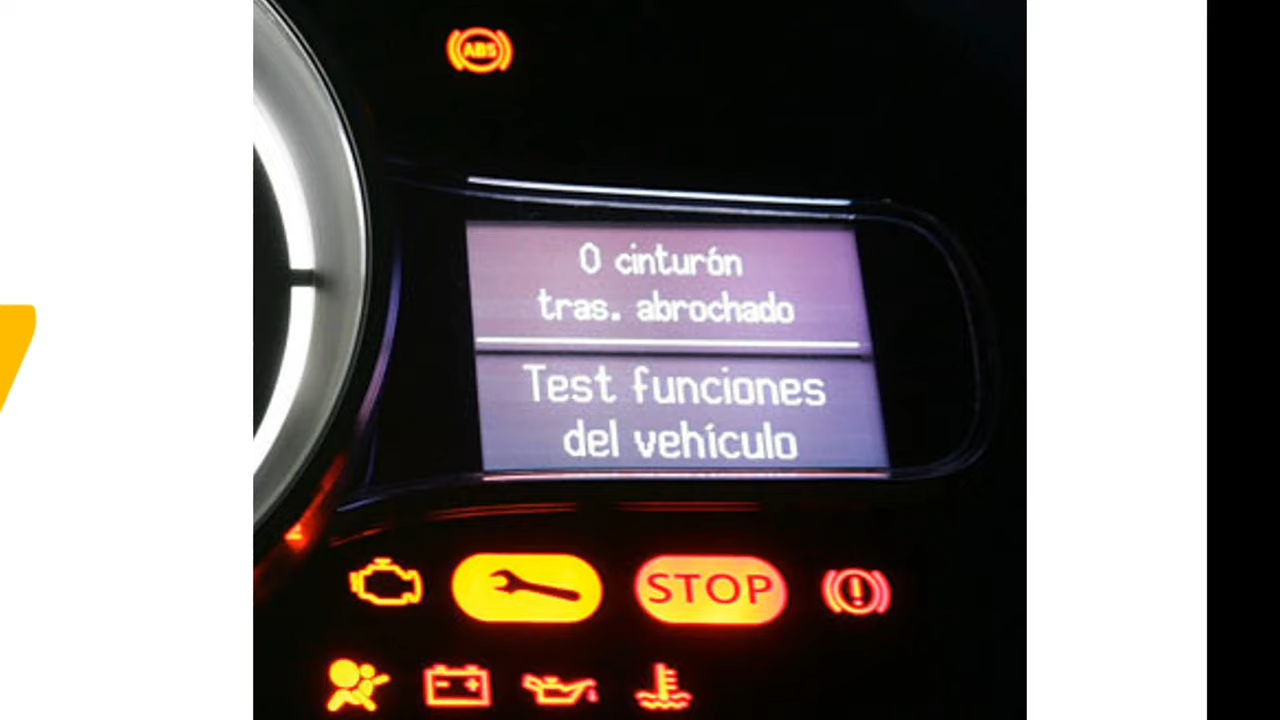 ABS
0 cinturón
tras. abrochado
Test funciones
del vehículo
STOP